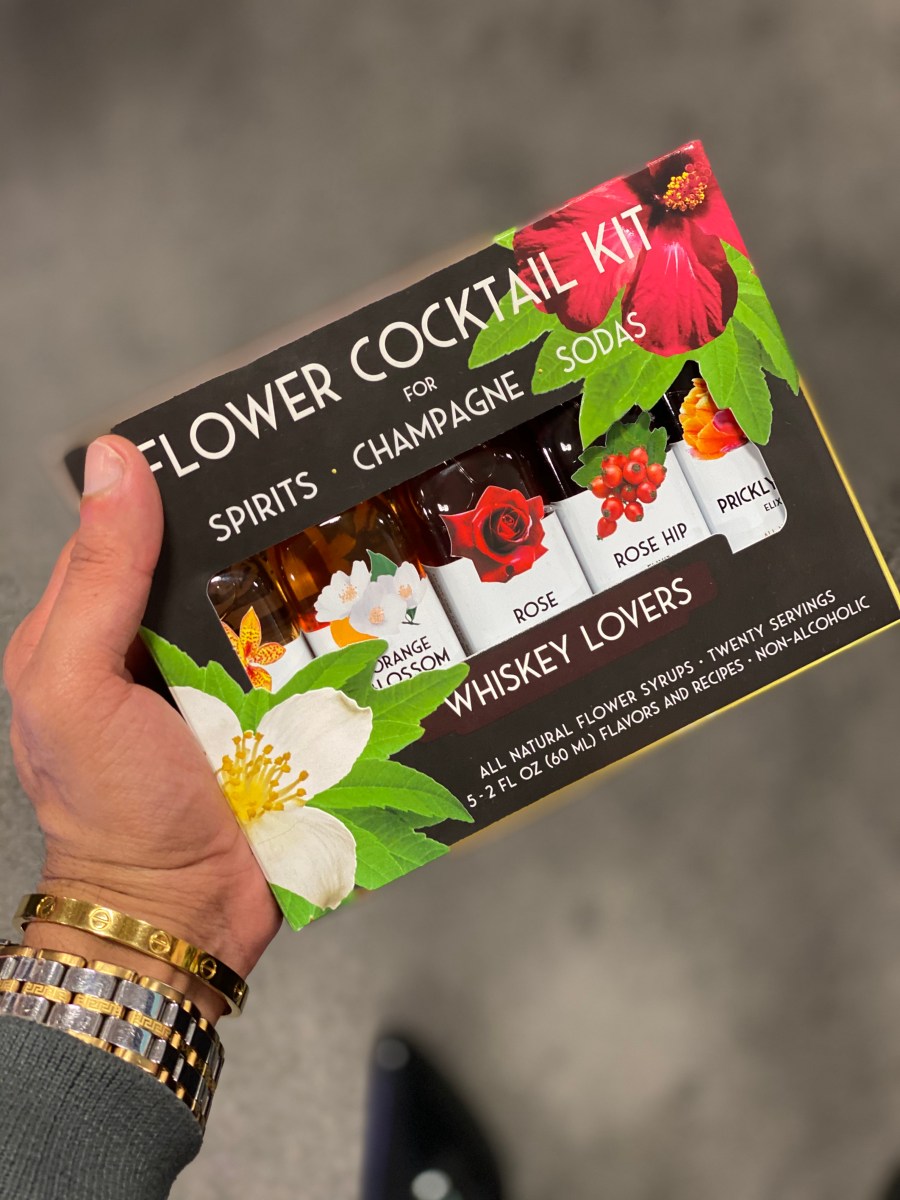 FLOWER COCKTAIL KIT
FOR
SPIRITS · CHAMPAGNE SODAS
ORANGE
BLOSSOM
ROSE
ROSE HIP
PRICKLY
WHISKEY LOVERS
ALL NATURAL FLOWER SYRUPS · TWENTY SERVINGS
5 - 2 FL OZ (60 ML) FLAVORS AND RECIPES · NON-ALCOHOLIC